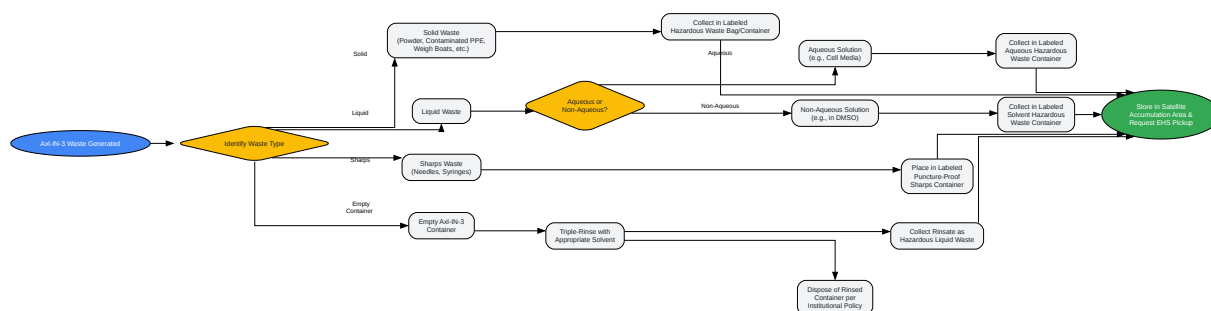 Solid Waste
(Powder, Contaminated PPE,
Weigh Boats, etc.)
Collect in Labeled
Hazardous Waste Bag/Container
Solid
Aqueous
Aqueous Solution
(e.g., Cell Media)
Collect in Labeled
Aqueous Hazardous
Waste Container
Liquid
Liquid Waste
Aqueous or
Non-Aqueous?
Non-Aqueous
Non-Aqueous Solution
(e.g., in DMSO)
Collect in Labeled
Solvent Hazardous
Waste Container
Store in Satellite
Accumulation Area &
Request EHS Pickup
Axl-IN-3 Waste Generated
Identify Waste Type
Sharps
Sharps Waste
(Needles, Syringes)
Place in Labeled
Puncture-Proof
Sharps Container
Empty
Container
Empty Axl-IN-3
Container
Triple-Rinse with
Appropriate Solvent
Collect Rinsate as
Hazardous Liquid Waste
Dispose of Rinsed
Container per
Institutional Policy